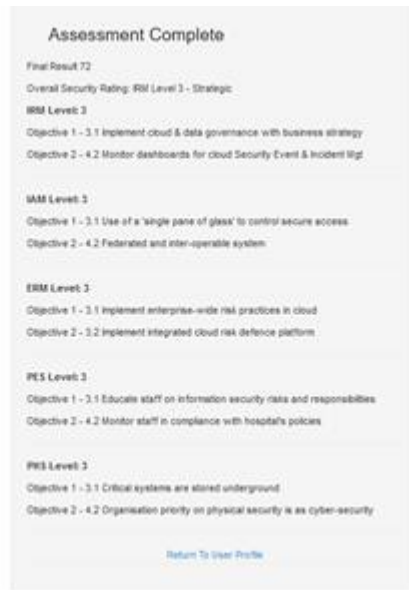 Assessment Complete
Final Result 72
Overall Security Rating: IRM Level 3 - Strategic
IRM Level: 3
Objective 1 - 3.1 Implement cloud & data governance with business strategy
Objective 2 - 4.2 Monitor dashboards for cloud Security Event & Incident Mgt
IAM Level: 3
Objective 1 - 3.1 Use of a 'single pane of glass' to control secure access
Objective 2 - 4.2 Federated and inter-operable system
ERM Level: 3
Objective 1 - 3.1 Implement enterprise-wide risk practices in cloud
Objective 2 - 3.2 Implement integrated cloud risk defence platform
PES Level: 3
Objective 1 - 3.1 Educate staff on information security risks and responsibilities
Objective 2 - 4.2 Monitor staff in compliance with hospital's policies
PHS Level: 3
Objective 1 - 3.1 Critical systems are stored underground
Objective 2 - 4.2 Organisation priority on physical security is as cyber-security
Return To User Profile